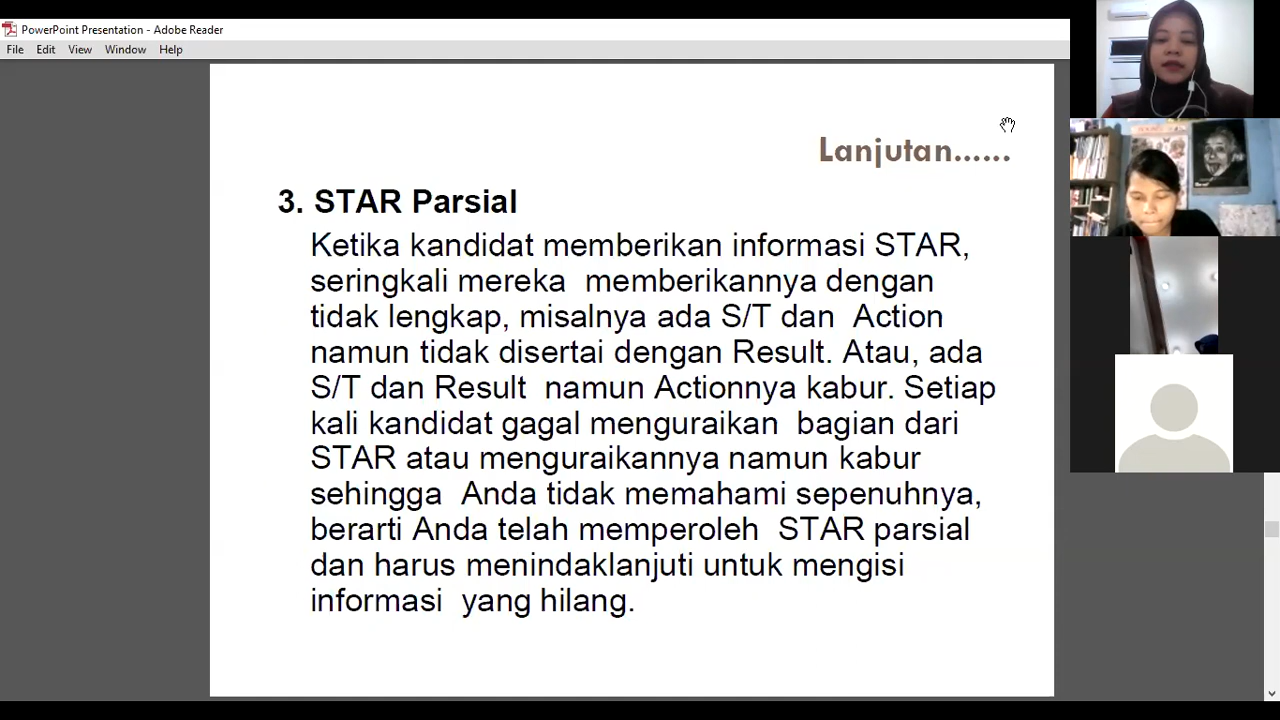 PowerPoint Presentation - Adobe Reader
File Edit View Window Help
Lanjutan......
3. STAR Parsial
Ketika kandidat memberikan informasi STAR,
seringkali mereka memberikannya dengan
tidak lengkap, misalnya ada S/T dan Action
namun tidak disertai dengan Result. Atau, ada
S/T dan Result namun Actionnya kabur. Setiap
kali kandidat gagal menguraikan bagian dari
STAR atau menguraikannya namun kabur
sehingga Anda tidak memahami sepenuhnya,
berarti Anda telah memperoleh STAR parsial
dan harus menindaklanjuti untuk mengisi
informasi yang hilang.